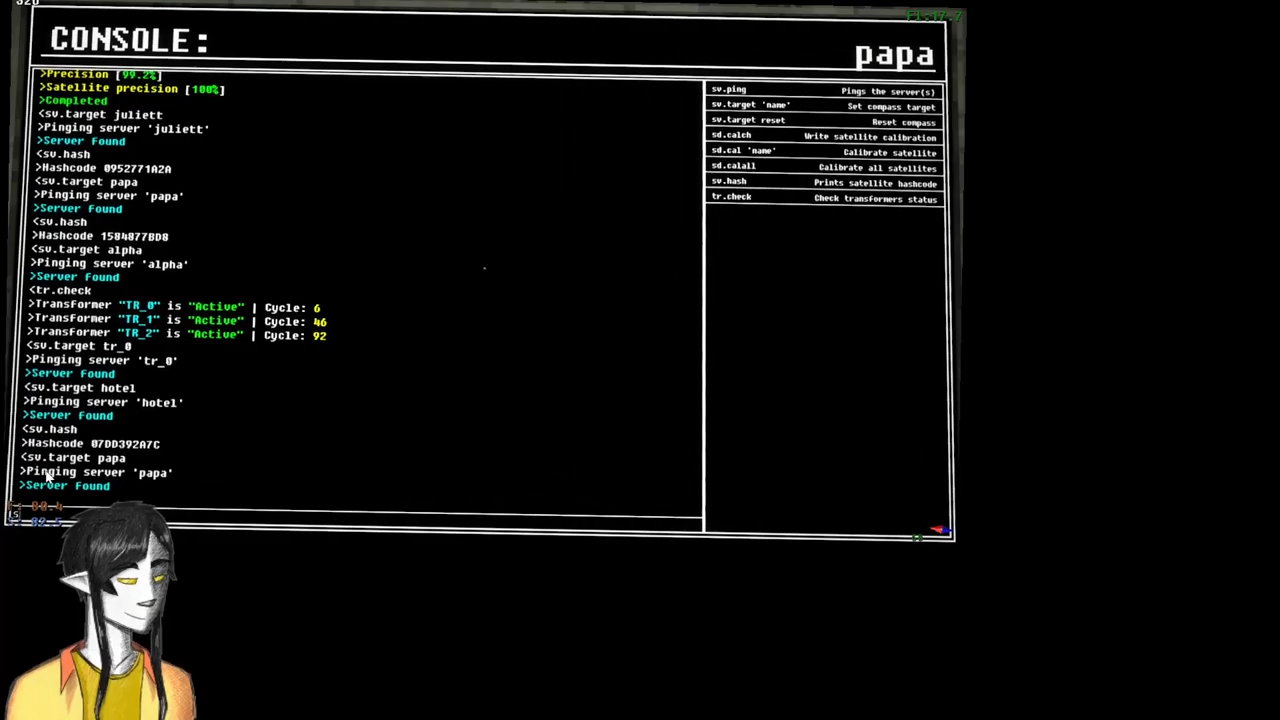 CONSOLE:
papa
>Precision [99.2%]
>Satellite precision [100%]
>Completed
<sv.target juliett
>Pinging server 'juliett'
>Server Found
<sv.hash
>Hashcode 0952771A2A
<sv.target papa
>Pinging server 'papa'
>Server Found
<sv.hash
>Hashcode 1584877BD8
<sv.target alpha
>Pinging server 'alpha'
>Server Found
<tr.check
>Transformer "TR_0" is "Active" | Cycle: 6
>Transformer "TR_1" is "Active" | Cycle: 46
>Transformer "TR_2" is "Active" | Cycle: 92
<sv.target tr_0
>Pinging server 'tr_0'
>Server Found
<sv.target hotel
>Pinging server 'hotel'
>Server Found
<sv.hash
>Hashcode 07DD392A7C
<sv.target papa
>Pinging server 'papa'
>Server Found
sv.ping Pings the server(s)
sv.target 'name' Set compass target
sv.target reset Reset compass
sd.calch Write satellite calibration
sd.cal 'name' Calibrate satellite
sd.calall Calibrate all satellites
sv.hash Prints satellite hashcode
tr.check Check transformers status